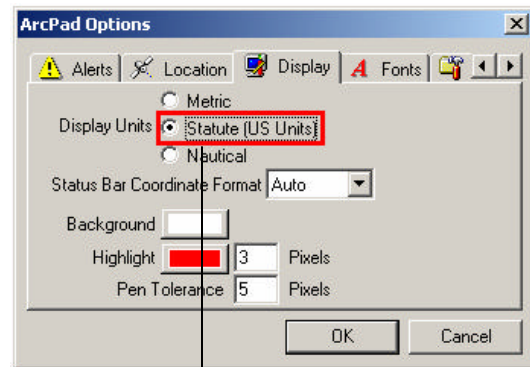 ArcPad Options
Alerts Location Display Fonts
Metric
Display Units Statute (US Units)
Nautical
Status Bar Coordinate Format Auto
Background
Highlight 3 Pixels
Pen Tolerance 5 Pixels
OK Cancel